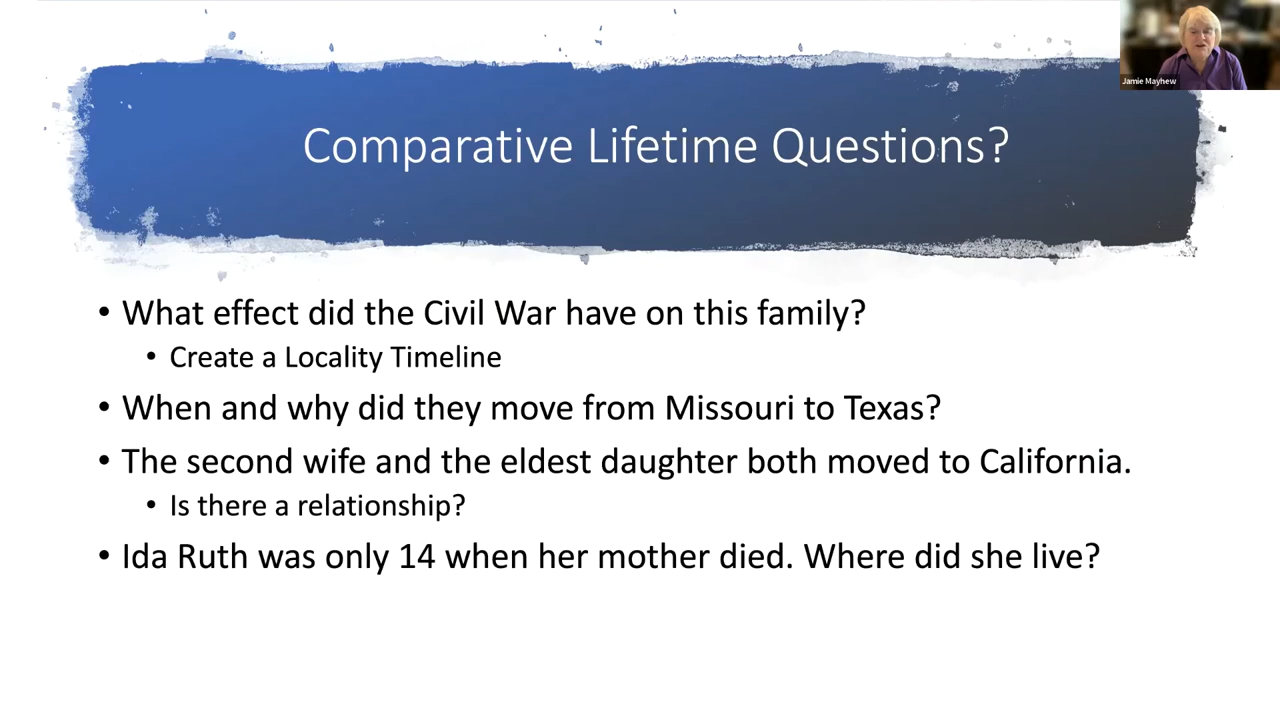 Jamie Mayhew
Comparative Lifetime Questions?
• What effect did the Civil War have on this family?
• Create a Locality Timeline
• When and why did they move from Missouri to Texas?
• The second wife and the eldest daughter both moved to California.
• Is there a relationship?
• Ida Ruth was only 14 when her mother died. Where did she live?